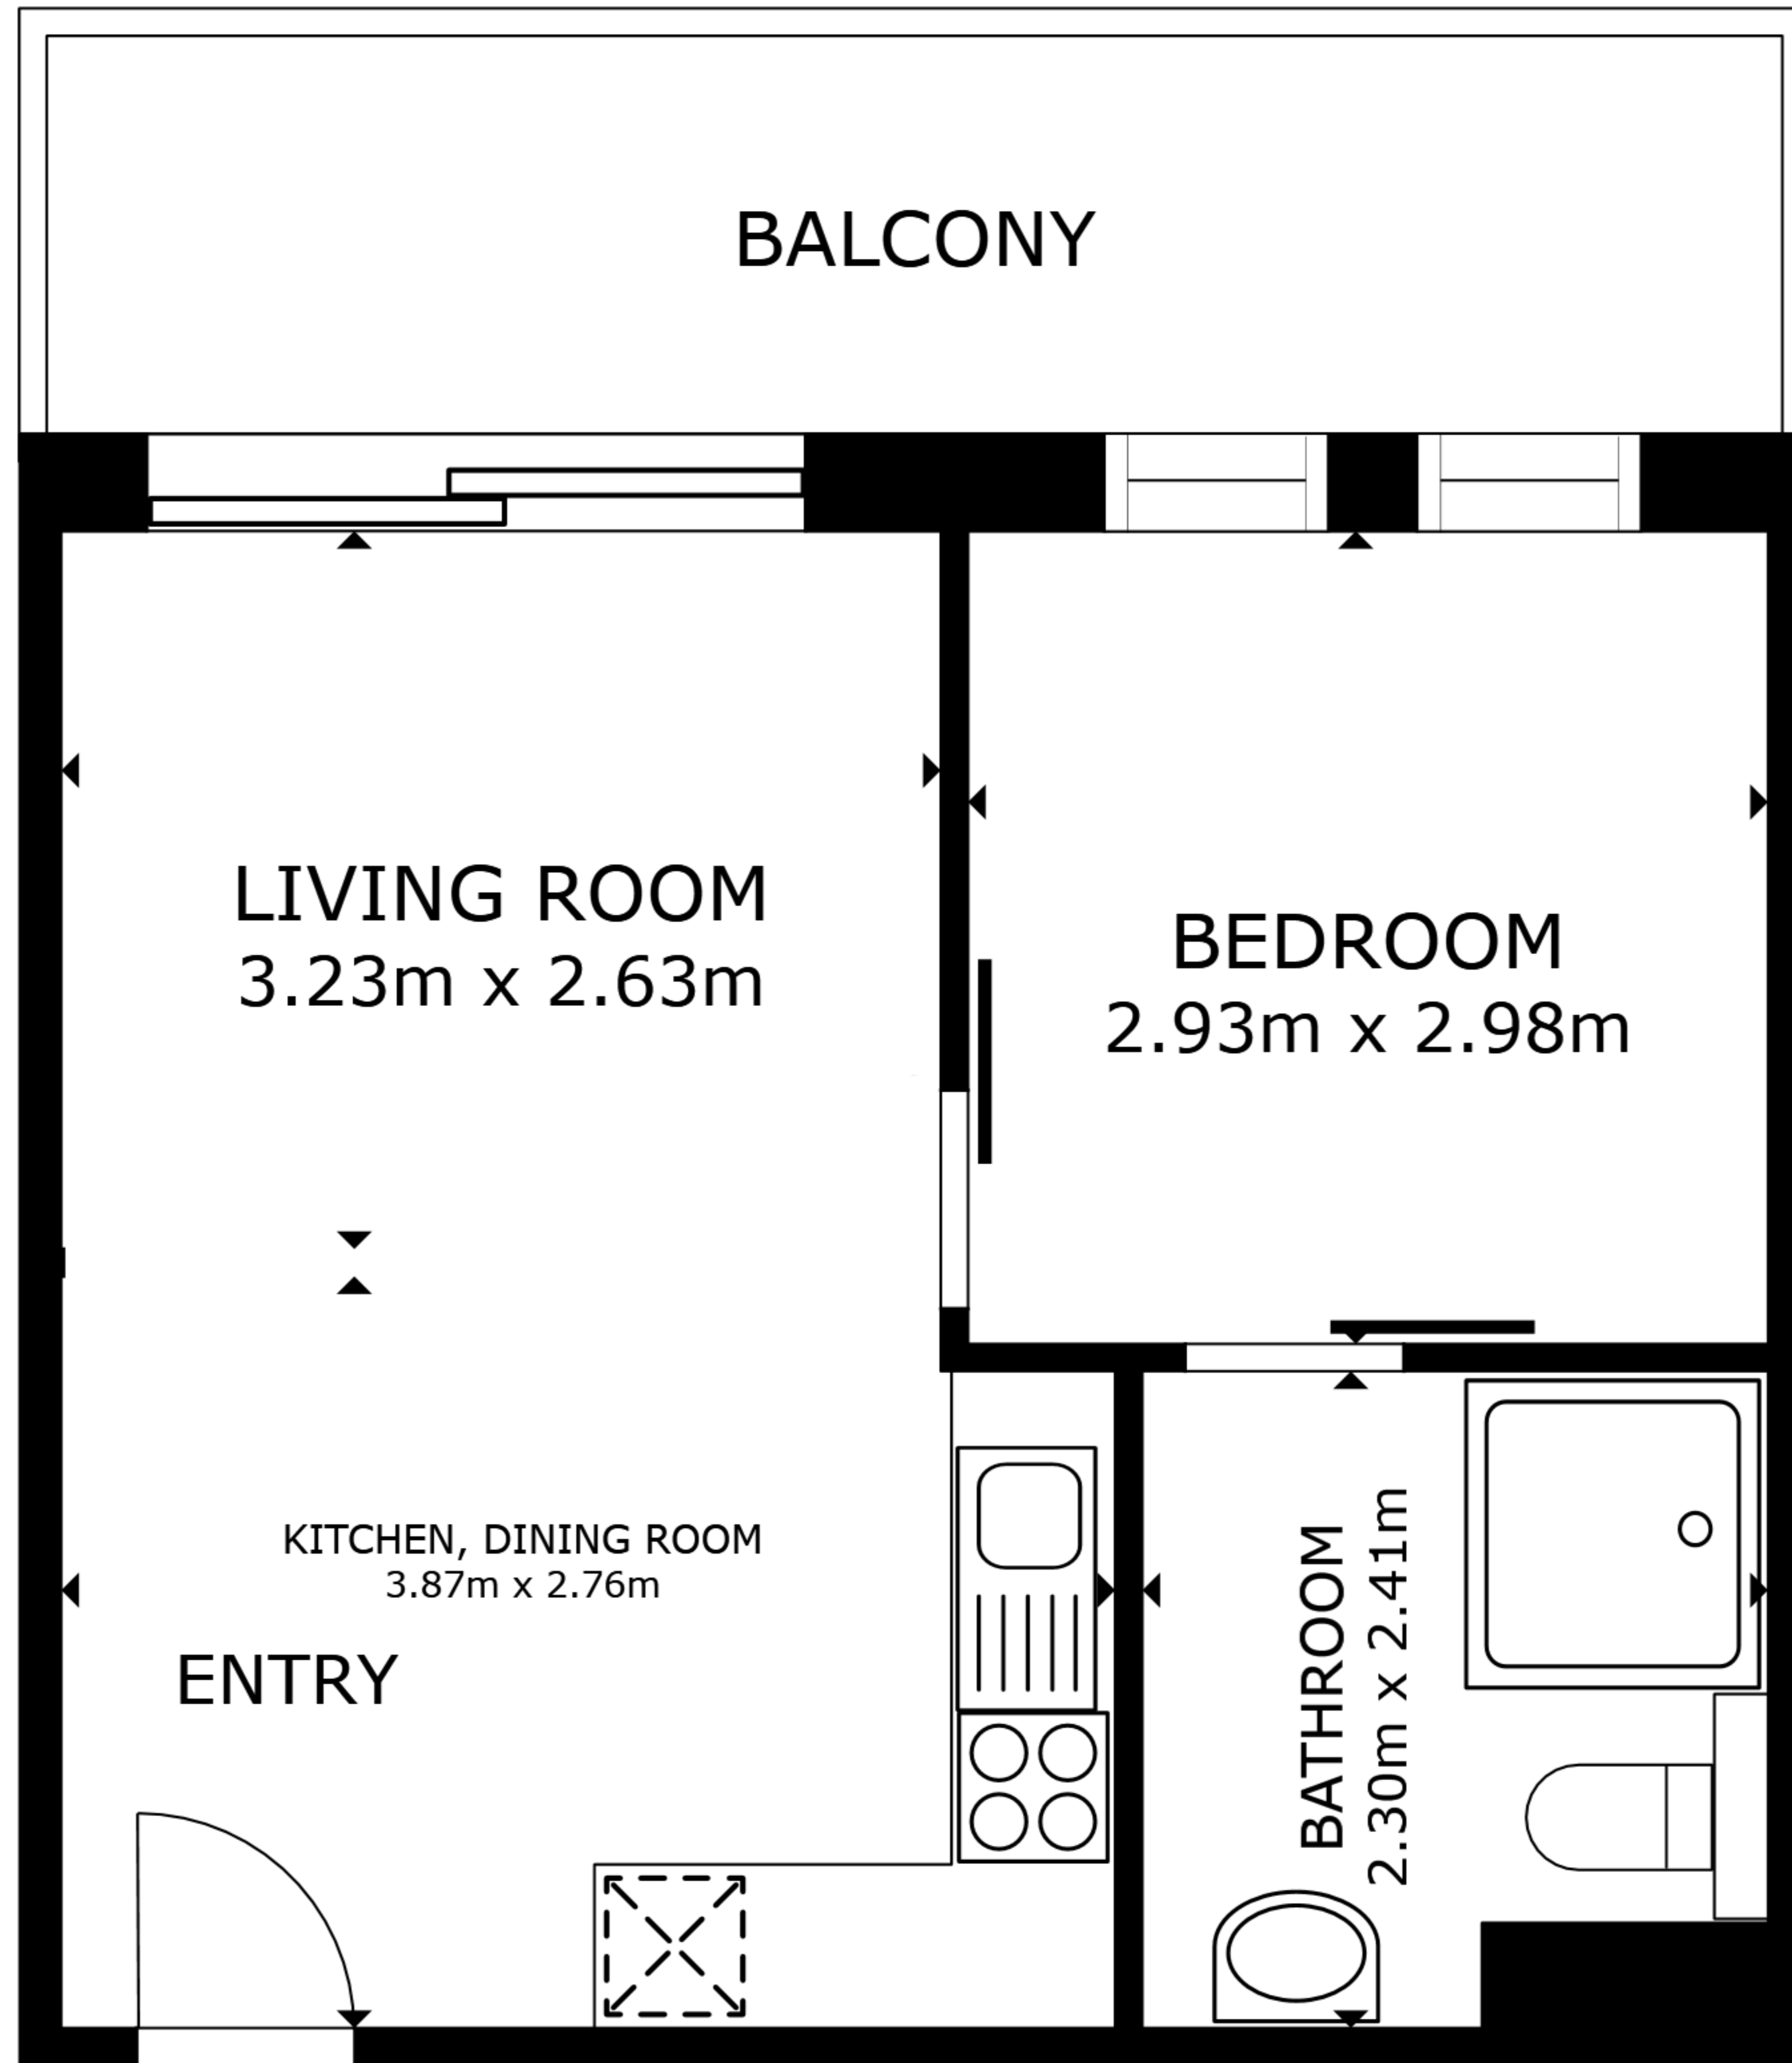 BALCONY
LIVING ROOM
3.23m x 2.63m
BEDROOM
2.93m x 2.98m
KITCHEN, DINING ROOM
3.87m x 2.76m
ENTRY
BATHROOM
2.30m x 2.41m